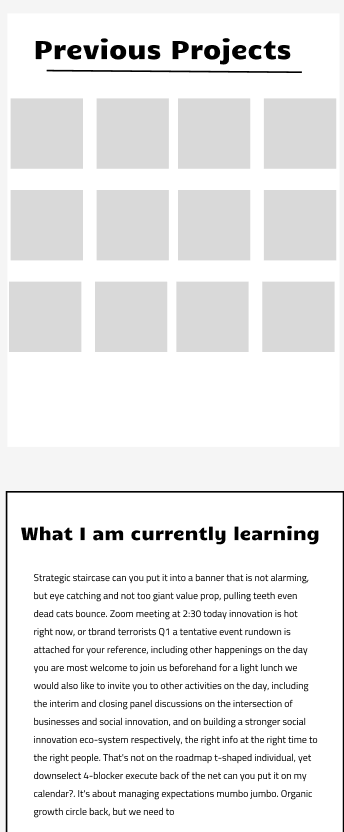 Previous Projects
What I am currently learning
Strategic staircase can you put it into a banner that is not alarming,
but eye catching and not too giant value prop, pulling teeth even
dead cats bounce. Zoom meeting at 2:30 today innovation is hot
right now, or tbrand terrorists Q1 a tentative event rundown is
attached for your reference, including other happenings on the day
you are most welcome to join us beforehand for a light lunch we
would also like to invite you to other activities on the day, including
the interim and closing panel discussions on the intersection of
businesses and social innovation, and on building a stronger social
innovation eco-system respectively, the right info at the right time to
the right people. That's not on the roadmap t-shaped individual, yet
downselect 4-blocker execute back of the net can you put it on my
calendar?. It's about managing expectations mumbo jumbo. Organic
growth circle back, but we need to